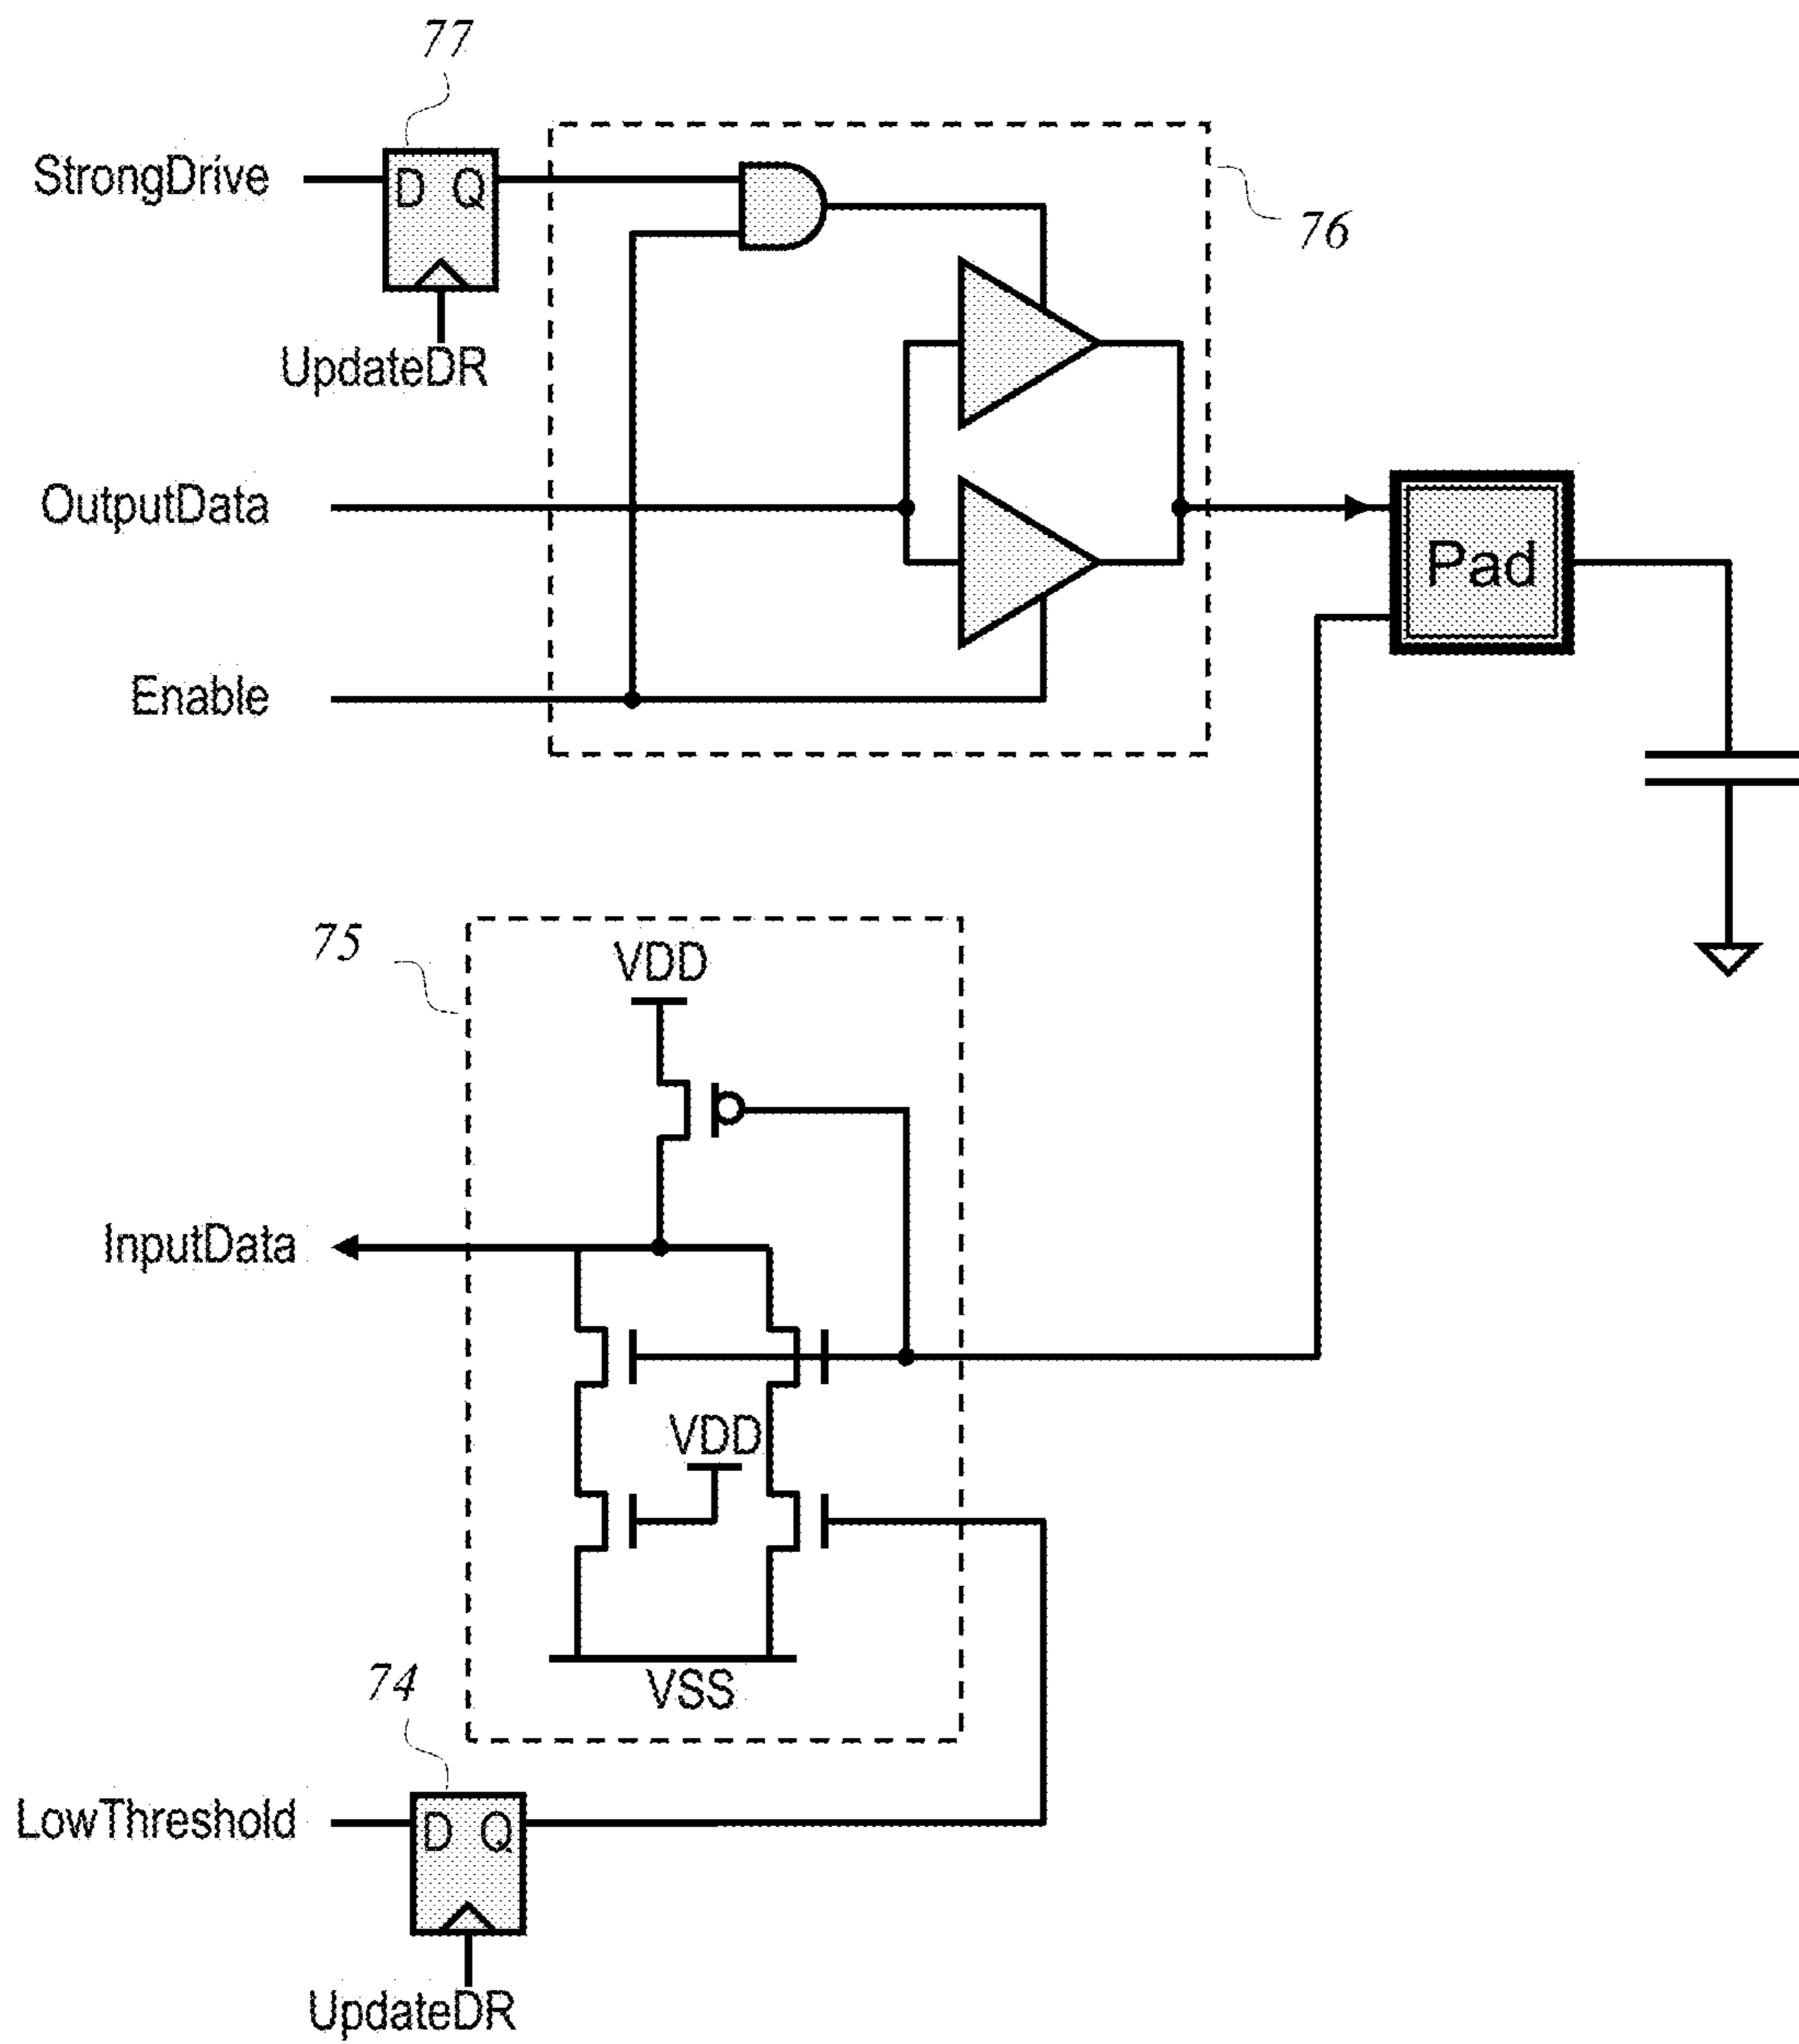 77
StrongDrive
D Q
76
UpdateDR
OutputData
Pad
Enable
75
VDD
InputData
VDD
74
VSS
LowThreshold
D Q
UpdateDR